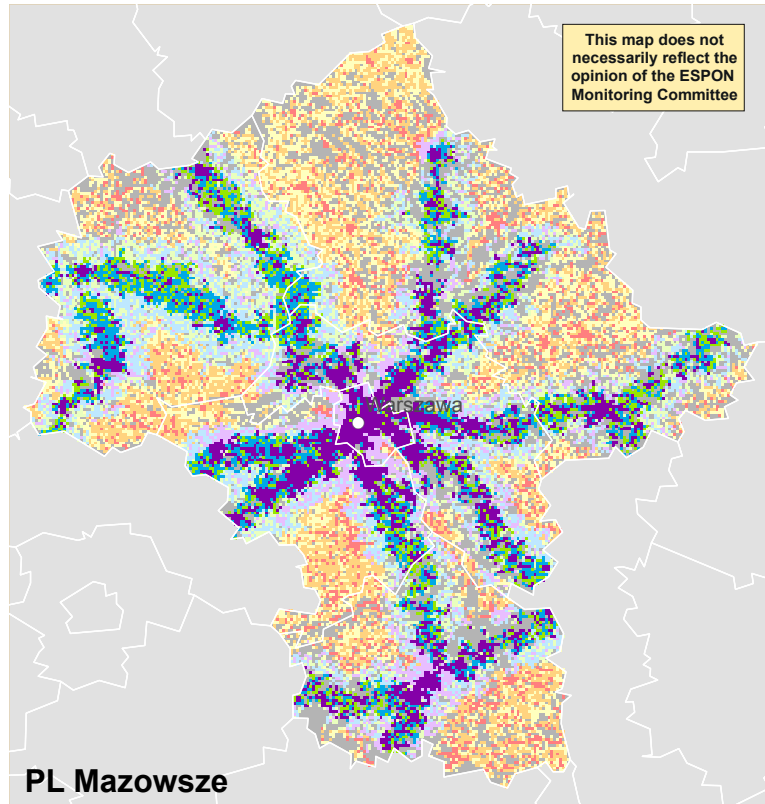 This map does not
necessarily reflect the
opinion of the ESPON
Monitoring Committee
Warszawa
PL Mazowsze